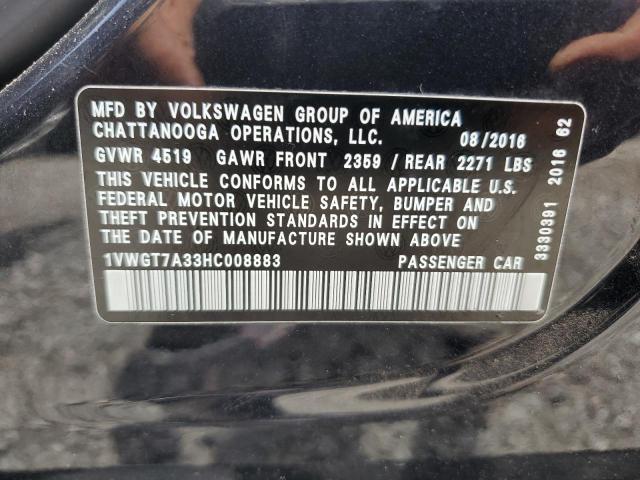 MFD BY VOLKSWAGEN GROUP OF AMERICA
CHATTANOOGA OPERATIONS, LLC. 08/2016
GVWR 4519 GAWR FRONT 2359 / REAR 2271 LBS
THIS VEHICLE CONFORMS TO ALL APPLICABLE U.S.
FEDERAL MOTOR VEHICLE SAFETY, BUMPER AND
THEFT PREVENTION STANDARDS IN EFFECT ON
THE DATE OF MANUFACTURE SHOWN ABOVE
1VWGT7A33HC008883 PASSENGER CAR
3330391 2016 62